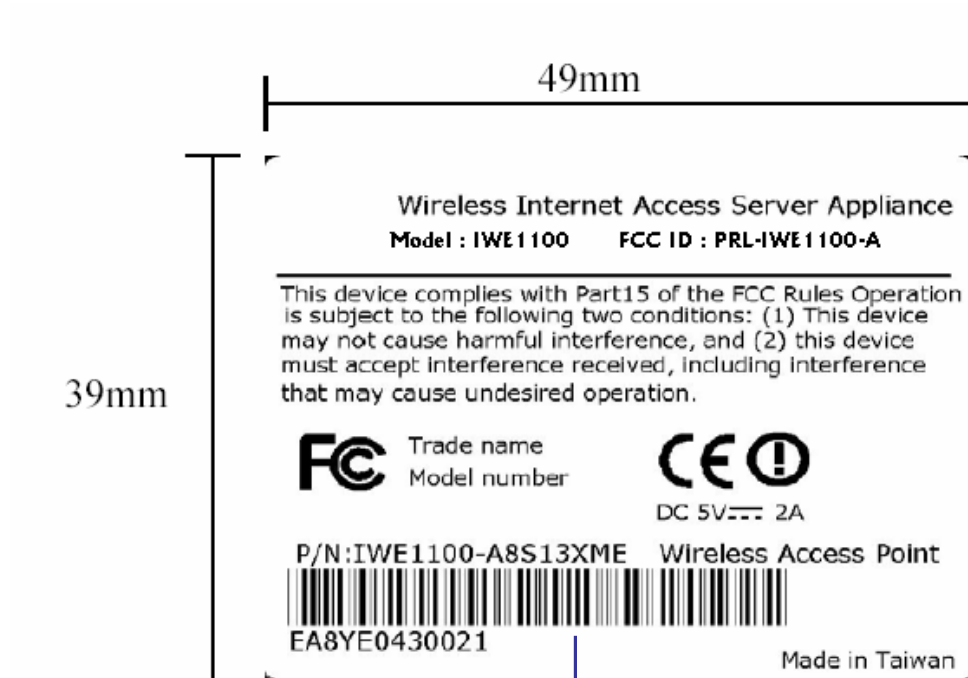 49mm
Wireless Internet Access Server Appliance
Model : IWE1100 FCC ID : PRL-IWE1100-A
This device complies with Part15 of the FCC Rules Operation
is subject to the following two conditions: (1) This device
may not cause harmful interference, and (2) this device
must accept interference received, including interference
that may cause undesired operation.
39mm
FC Trade name
Model number
CE
DC 5V 2A
P/N:IWE1100-A8S13XME Wireless Access Point
EA8YE0430021
Made in Taiwan